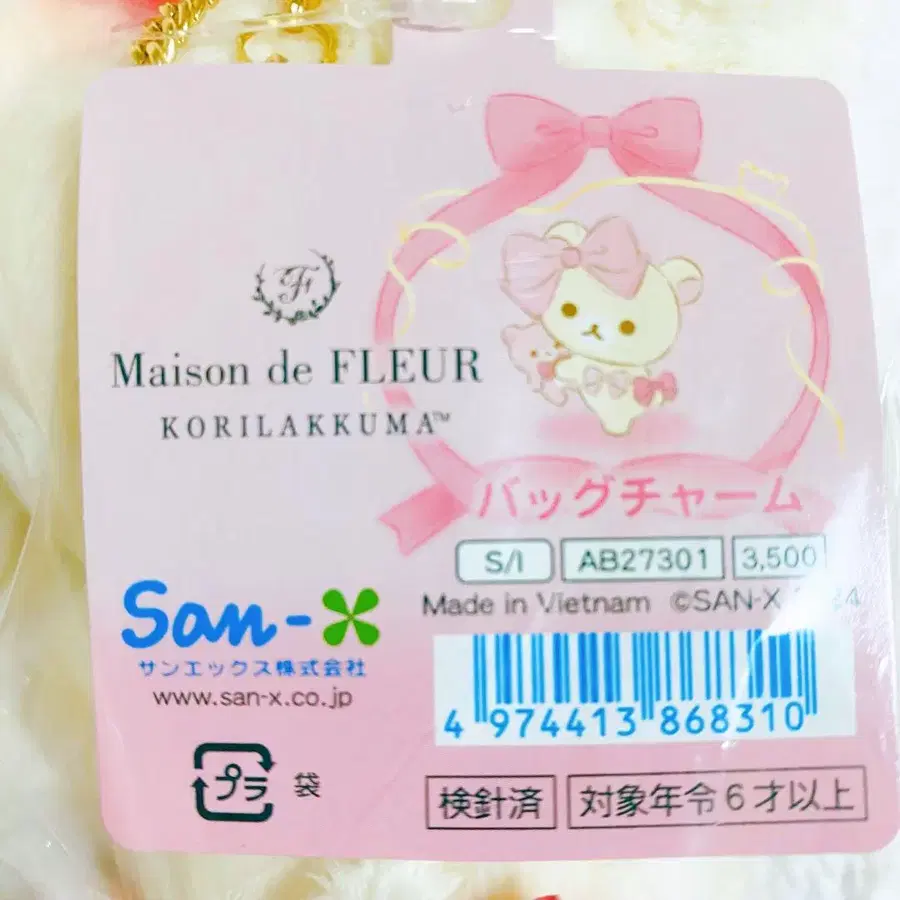 Maison de FLEUR
KORILAKKUMA™
バッグチャーム
S/I AB27301 3,500
Made in Vietnam ©SAN-X
San-X
サンエックス株式会社
www.san-x.co.jp
4 974413 868310
プラ 袋
検針済 対象年令6才以上